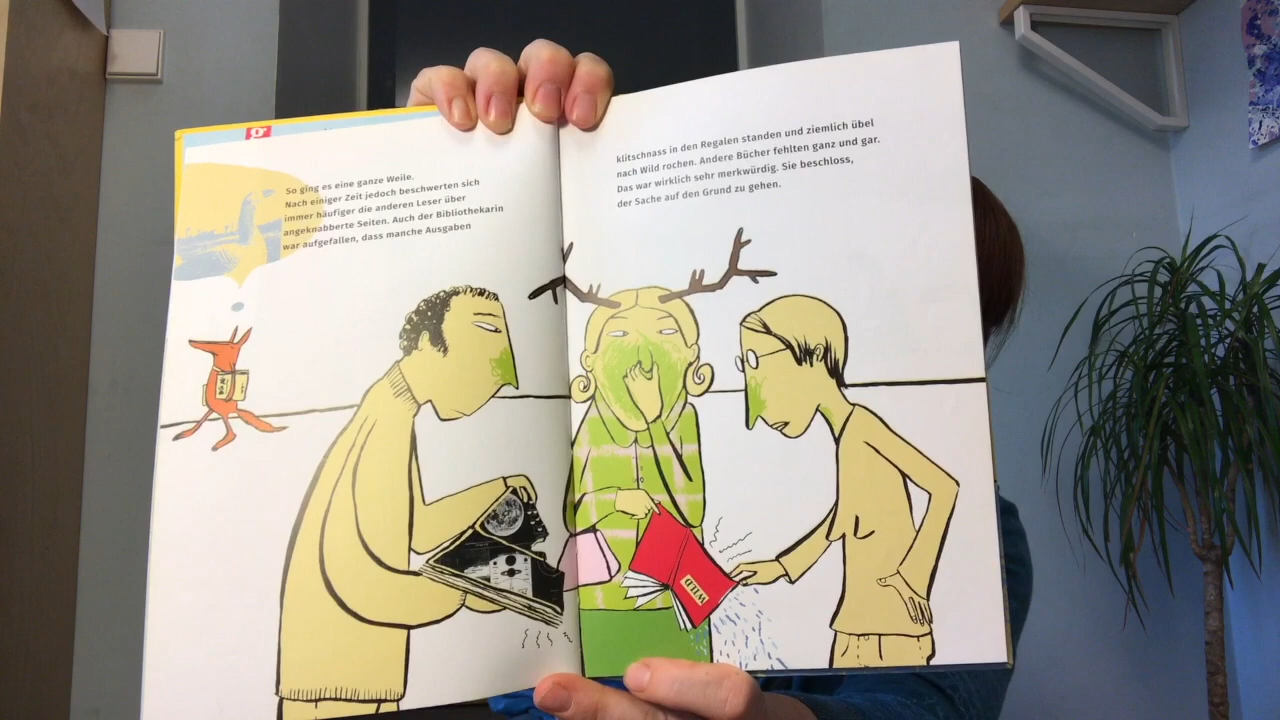 So ging es eine ganze Weile.
Nach einiger Zeit jedoch beschwerten sich
immer häufiger die anderen Leser über
angeknabberte Seiten. Auch der Bibliothekarin
war aufgefallen, dass manche Ausgaben
klitschnass in den Regalen standen und ziemlich übel
nach Wild rochen. Andere Bücher fehlten ganz und gar.
Das war wirklich sehr merkwürdig. Sie beschloss,
der Sache auf den Grund zu gehen.
WILD